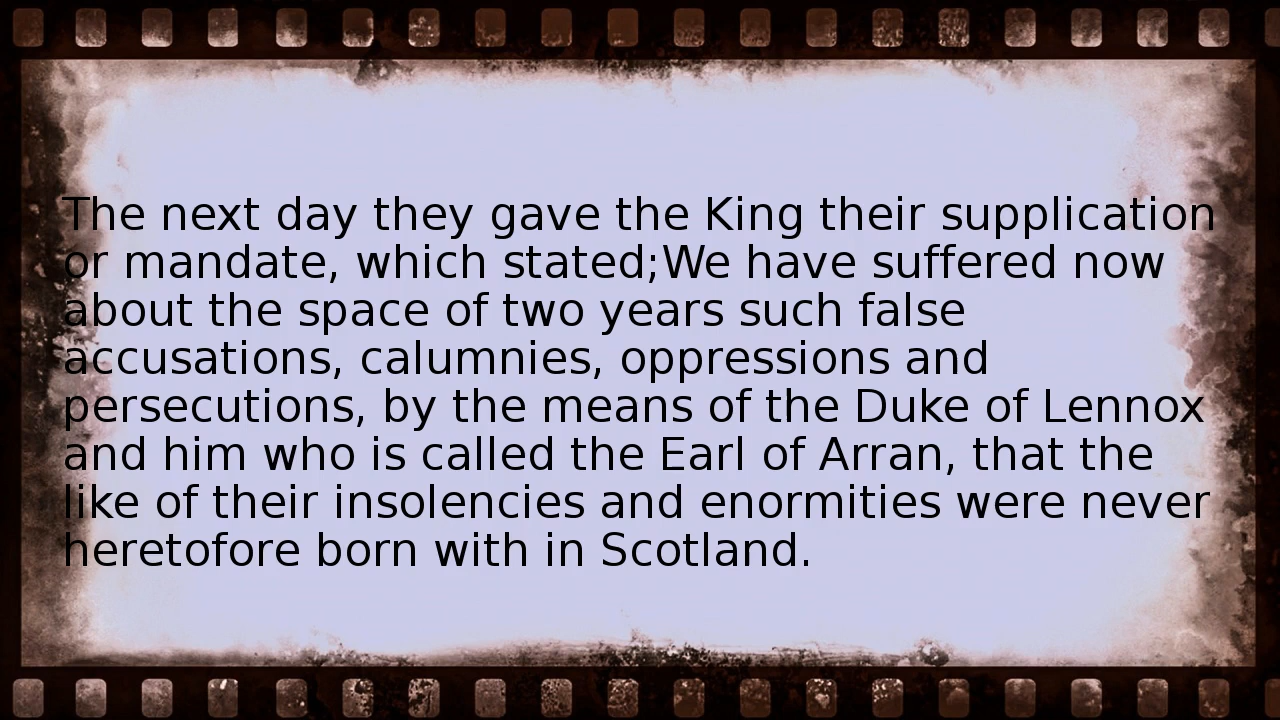 The next day they gave the King their supplication
or mandate, which stated;We have suffered now
about the space of two years such false
accusations, calumnies, oppressions and
persecutions, by the means of the Duke of Lennox
and him who is called the Earl of Arran, that the
like of their insolencies and enormities were never
heretofore born with in Scotland.